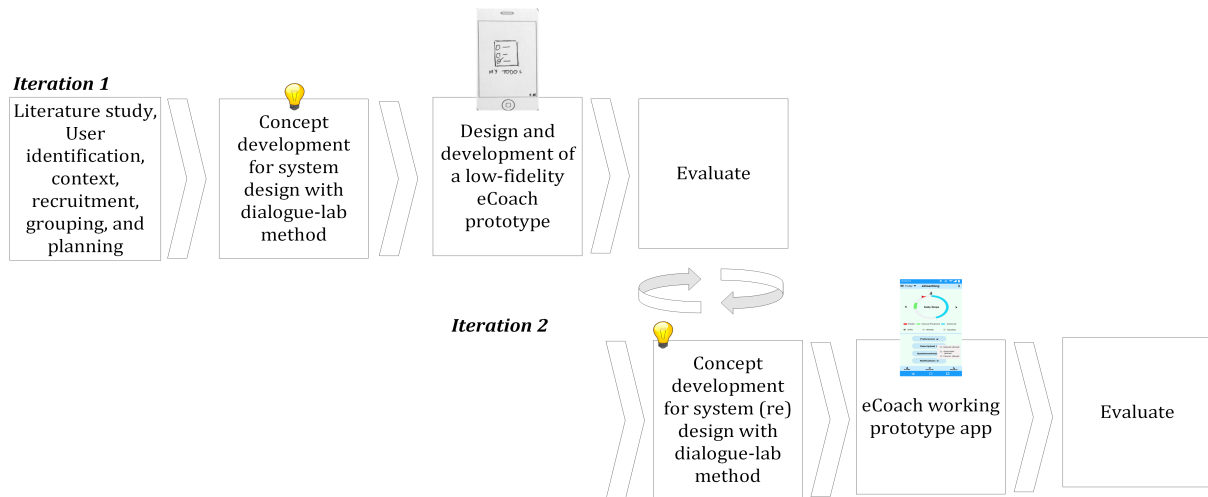 Iteration 1
Literature study,
User
identification,
context,
recruitment,
grouping, and
planning
Concept
development
for system
design with
dialogue-lab
method
MY TODOS
Design and
development of
a low-fidelity
eCoach
prototype
Evaluate
Iteration 2
Concept
development
for system (re)
design with
dialogue-lab
method
eCoach working
prototype app
Evaluate